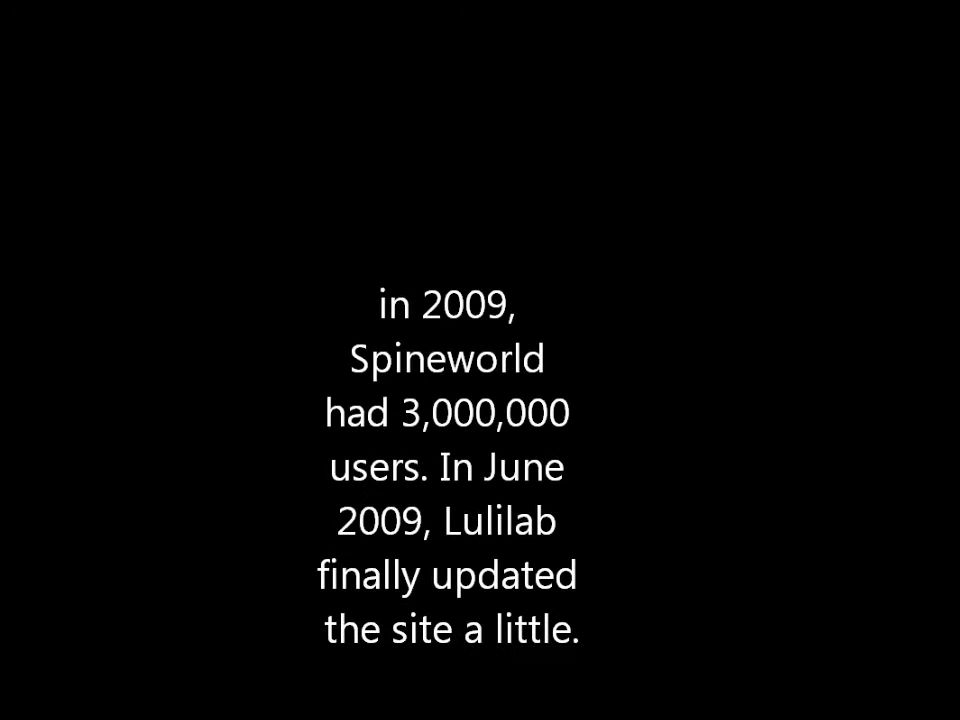 in 2009,
Spineworld
had 3,000,000
users. In June
2009, Lulilab
finally updated
the site a little.